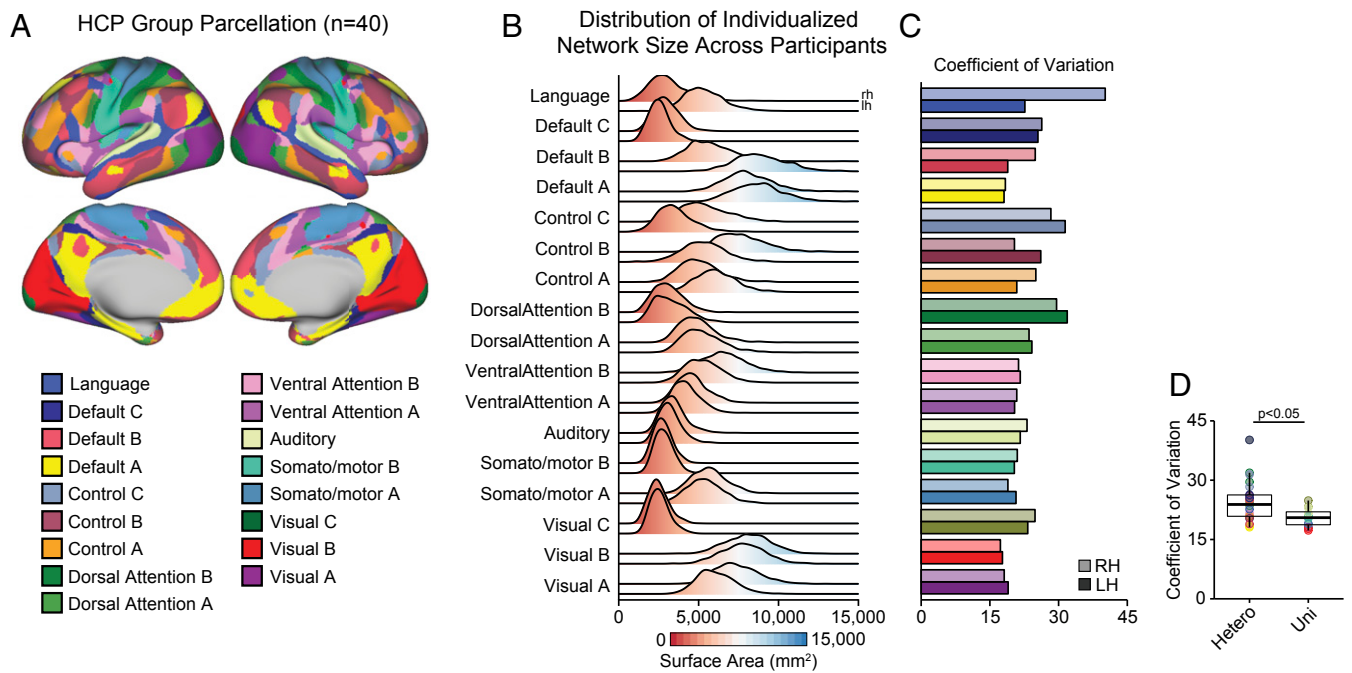 A
HCP Group Parcellation (n=40)
Language
Default C
Default B
Default A
Control C
Control B
Control A
Dorsal Attention B
Dorsal Attention A
Ventral Attention B
Ventral Attention A
Auditory
Somato/motor B
Somato/motor A
Visual C
Visual B
Visual A
B
Distribution of Individualized
Network Size Across Participants
rh
lh
Language
Default C
Default B
Default A
Control C
Control B
Control A
DorsalAttention B
DorsalAttention A
VentralAttention B
VentralAttention A
Auditory
Somato/motor B
Somato/motor A
Visual C
Visual B
Visual A
0 5,000 10,000 15,000
0 15,000
Surface Area (mm²)
C
Coefficient of Variation
RH
LH
0 15 30 45
D
p<0.05
Coefficient of Variation
45
30
15
0
Hetero
Uni